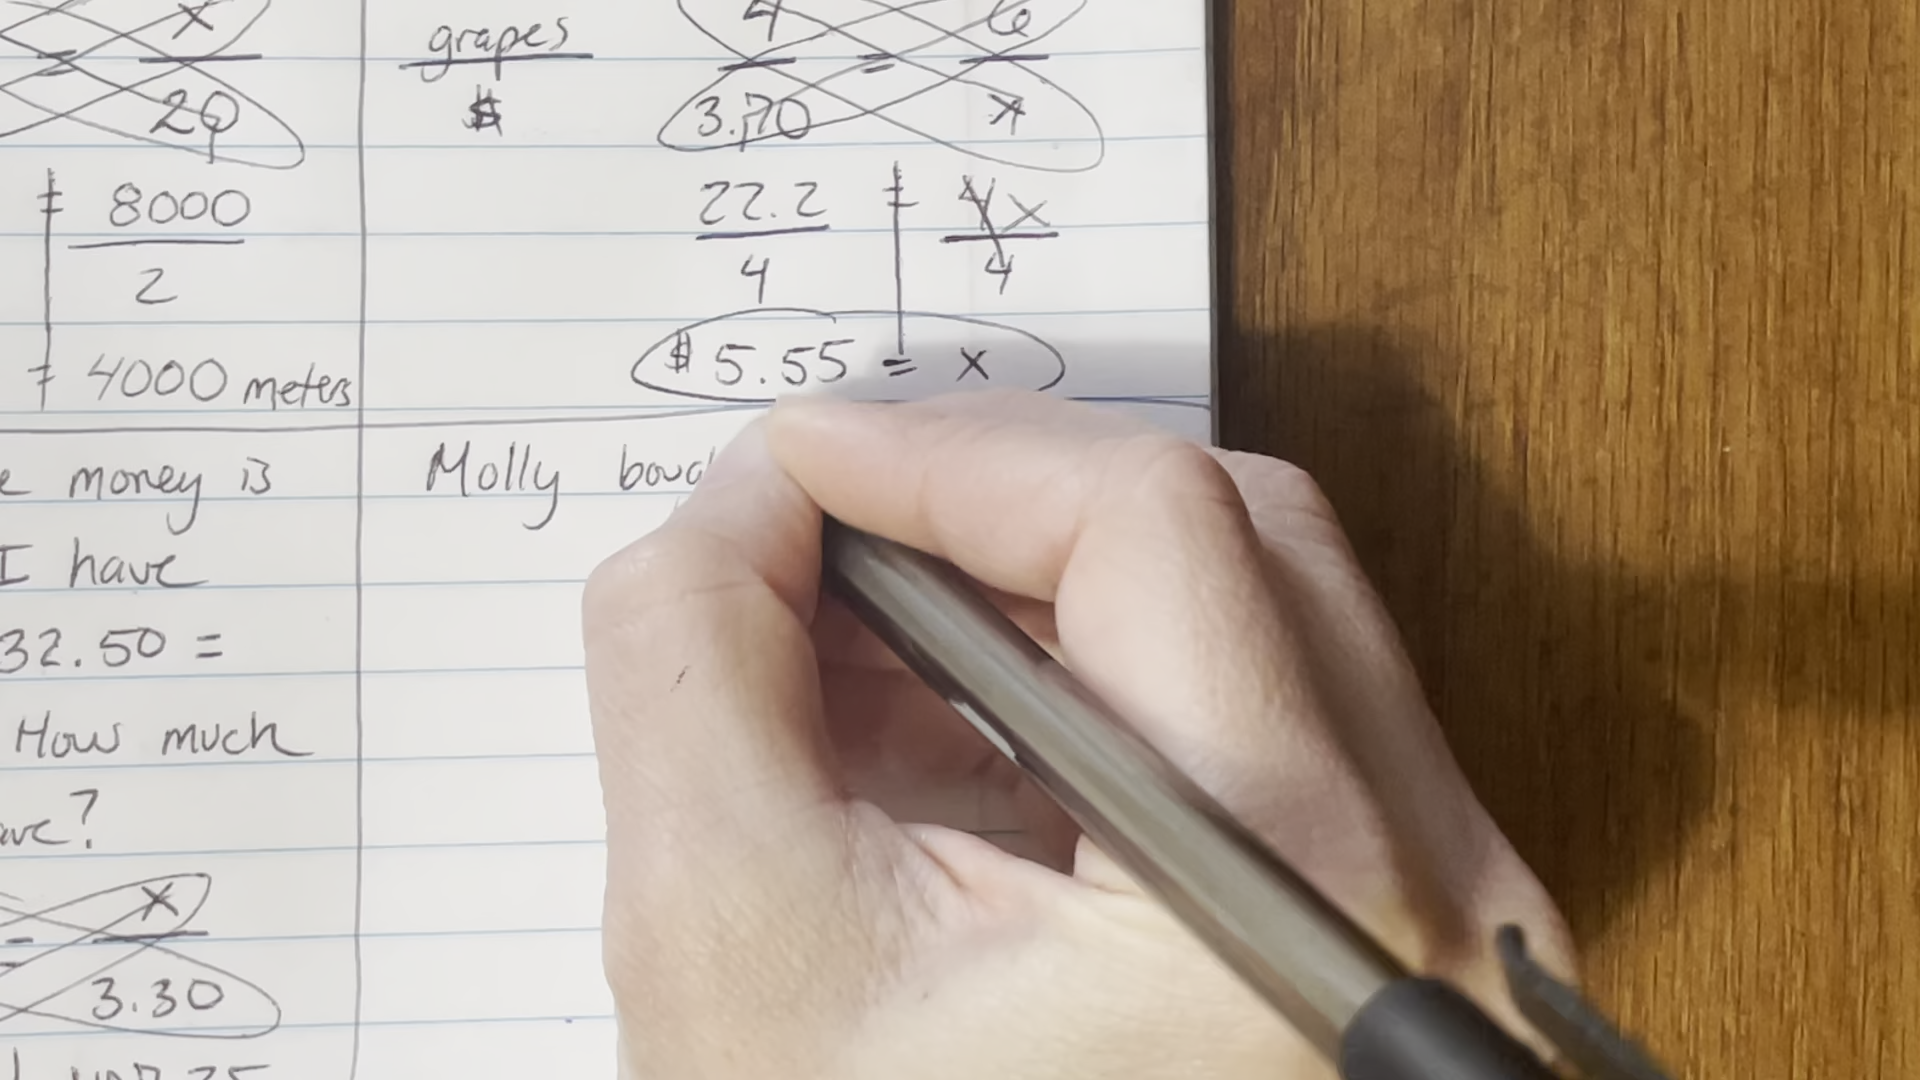 x
= 
20
= 8000
2
= 4000 meters
grapes
$
4 = 6
3.70 x
22.2 = 4x
4 4
$5.55 = x
money is
I have
32.50 =
How much
?
x
=
3.30
Molly